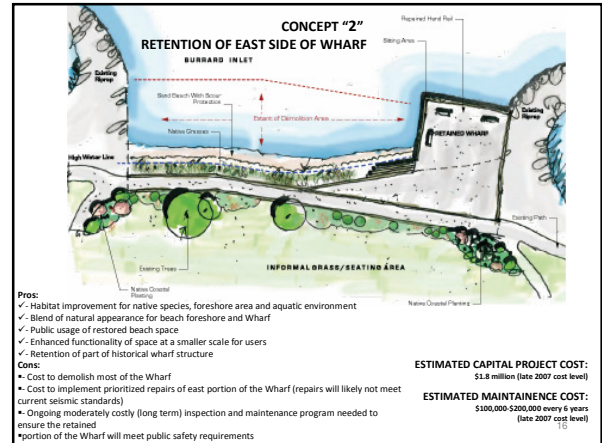 CONCEPT “2”
RETENTION OF EAST SIDE OF WHARF
BURRARD INLET
Repaired Hand Rail
Sitting Area
Existing
Riprap
Sand Beach With Scour
Protection
Extent of Demolition Area
Native Grasses
High Water Line
RETAINED WHARF
Existing
Riprap
Existing Path
Existing Trees
INFORMAL GRASS/SEATING AREA
Native Coastal
Planting
Native Coastal Planting
Pros:
✓- Habitat improvement for native species, foreshore area and aquatic environment
✓- Blend of natural appearance for beach foreshore and Wharf
✓- Public usage of restored beach space
✓- Enhanced functionality of space at a smaller scale for users
✓- Retention of part of historical wharf structure
Cons:
▪- Cost to demolish most of the Wharf
▪- Cost to implement prioritized repairs of east portion of the Wharf (repairs will likely not meet
current seismic standards)
▪- Ongoing moderately costly (long term) inspection and maintenance program needed to
ensure the retained
▪portion of the Wharf will meet public safety requirements
ESTIMATED CAPITAL PROJECT COST:
$1.8 million (late 2007 cost level)
ESTIMATED MAINTAINENCE COST:
$100,000-$200,000 every 6 years
(late 2007 cost level)
16